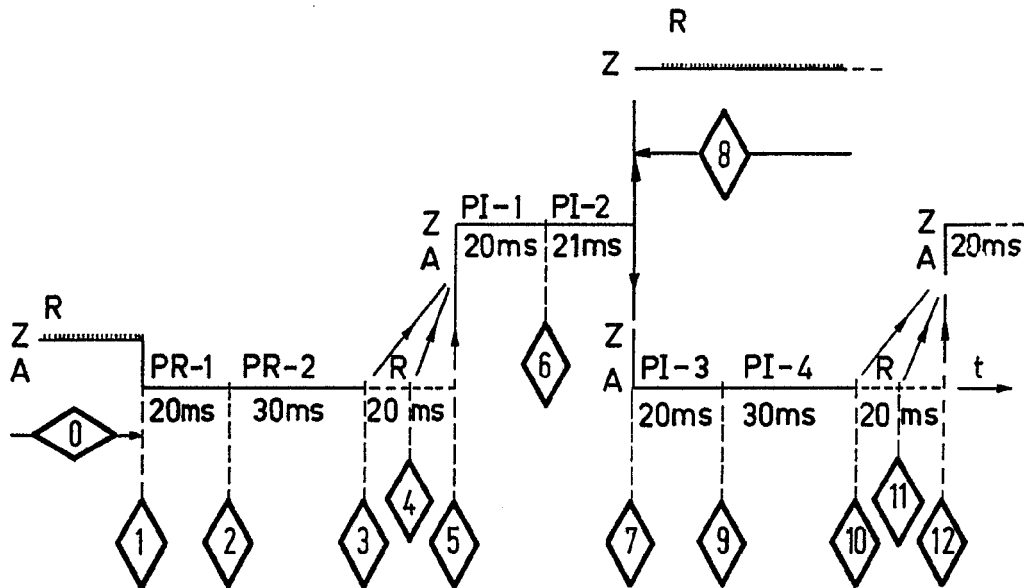 R
Z
8
PI-1 PI-2
Z Z
20ms 21ms 20ms
A A
R
Z Z
6
A PR-1 PR-2 R A PI-3 PI-4 R t
20ms 30ms 20 ms 20ms 30ms 20 ms
0
4 11
1 2 3 5 7 9 10 12